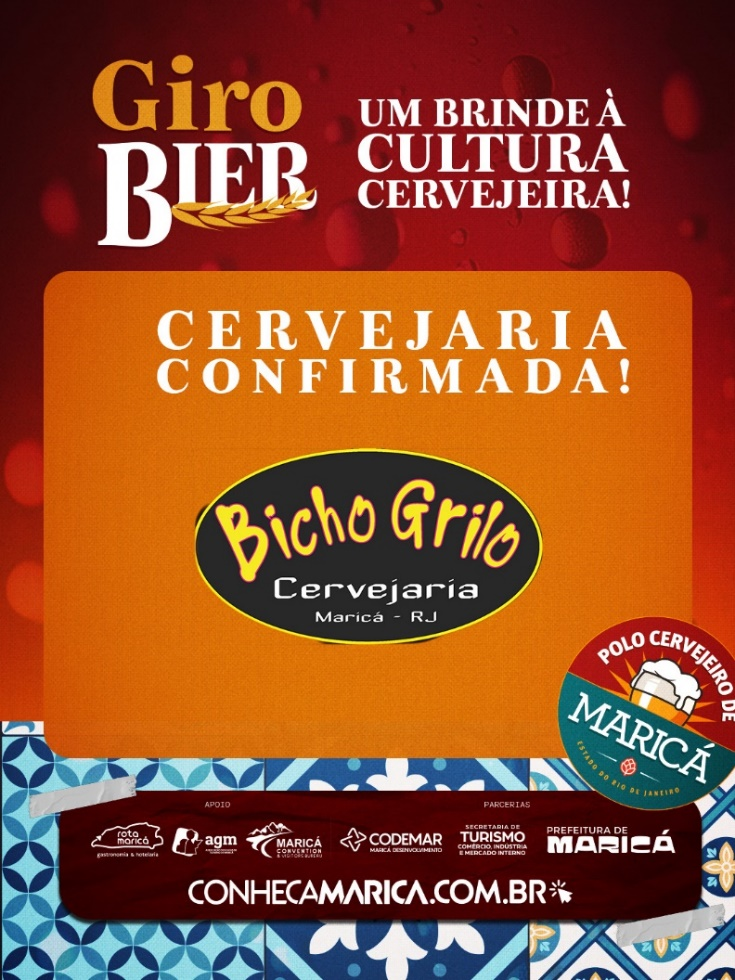 Giro
BIER
UM BRINDE À
CULTURA
CERVEJEIRA!
CERVEJARIA
CONFIRMADA!
Bicho Grilo
Cervejaria
Maricá - RJ
POLO CERVEJEIRO DE
MARICÁ
ESTADO DO RIO DE JANEIRO
APOIO
PARCERIAS
rota
maricá
gastronomia & hotelaria
agm
MARICÁ
CONVENTION
& VISITORS BUREAU
CODEMAR
MARICÁ DESENVOLVIMENTO
SECRETARIA DE
TURISMO
COMÉRCIO, INDÚSTRIA
E MERCADO INTERNO
PREFEITURA DE
MARICÁ
CONHECAMARICA.COM.BR